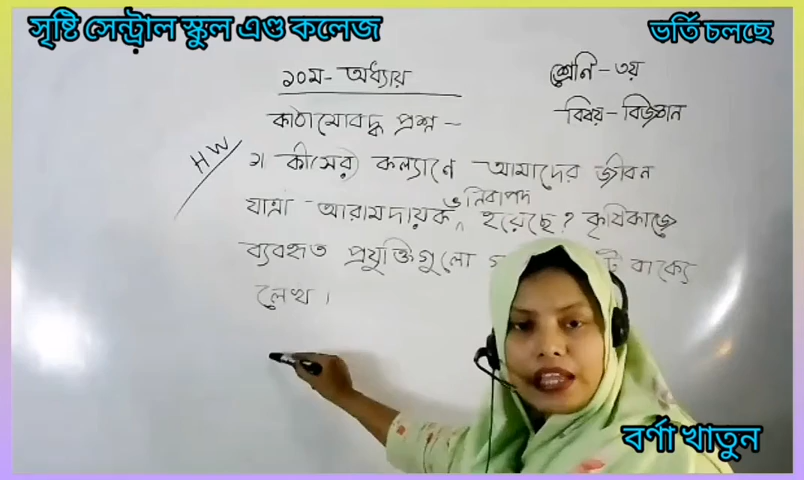 সৃষ্টি সেন্ট্রাল স্কুল এণ্ড কলেজ
ভর্তি চলছে
১০ম - অধ্যায়
শ্রেণি - ৩য়
কাঠামোবদ্ধ প্রশ্ন -
বিষয় - বিজ্ঞান
HW
১। কীসের কল্যানে আমাদের জীবন
যাত্রা আরামদায়ক ও নিরাপদ হয়েছে? কৃষিকাজে
ব্যবহৃত প্রযুক্তিগুলো বাক্যে
লেখ।
বর্ণা খাতুন